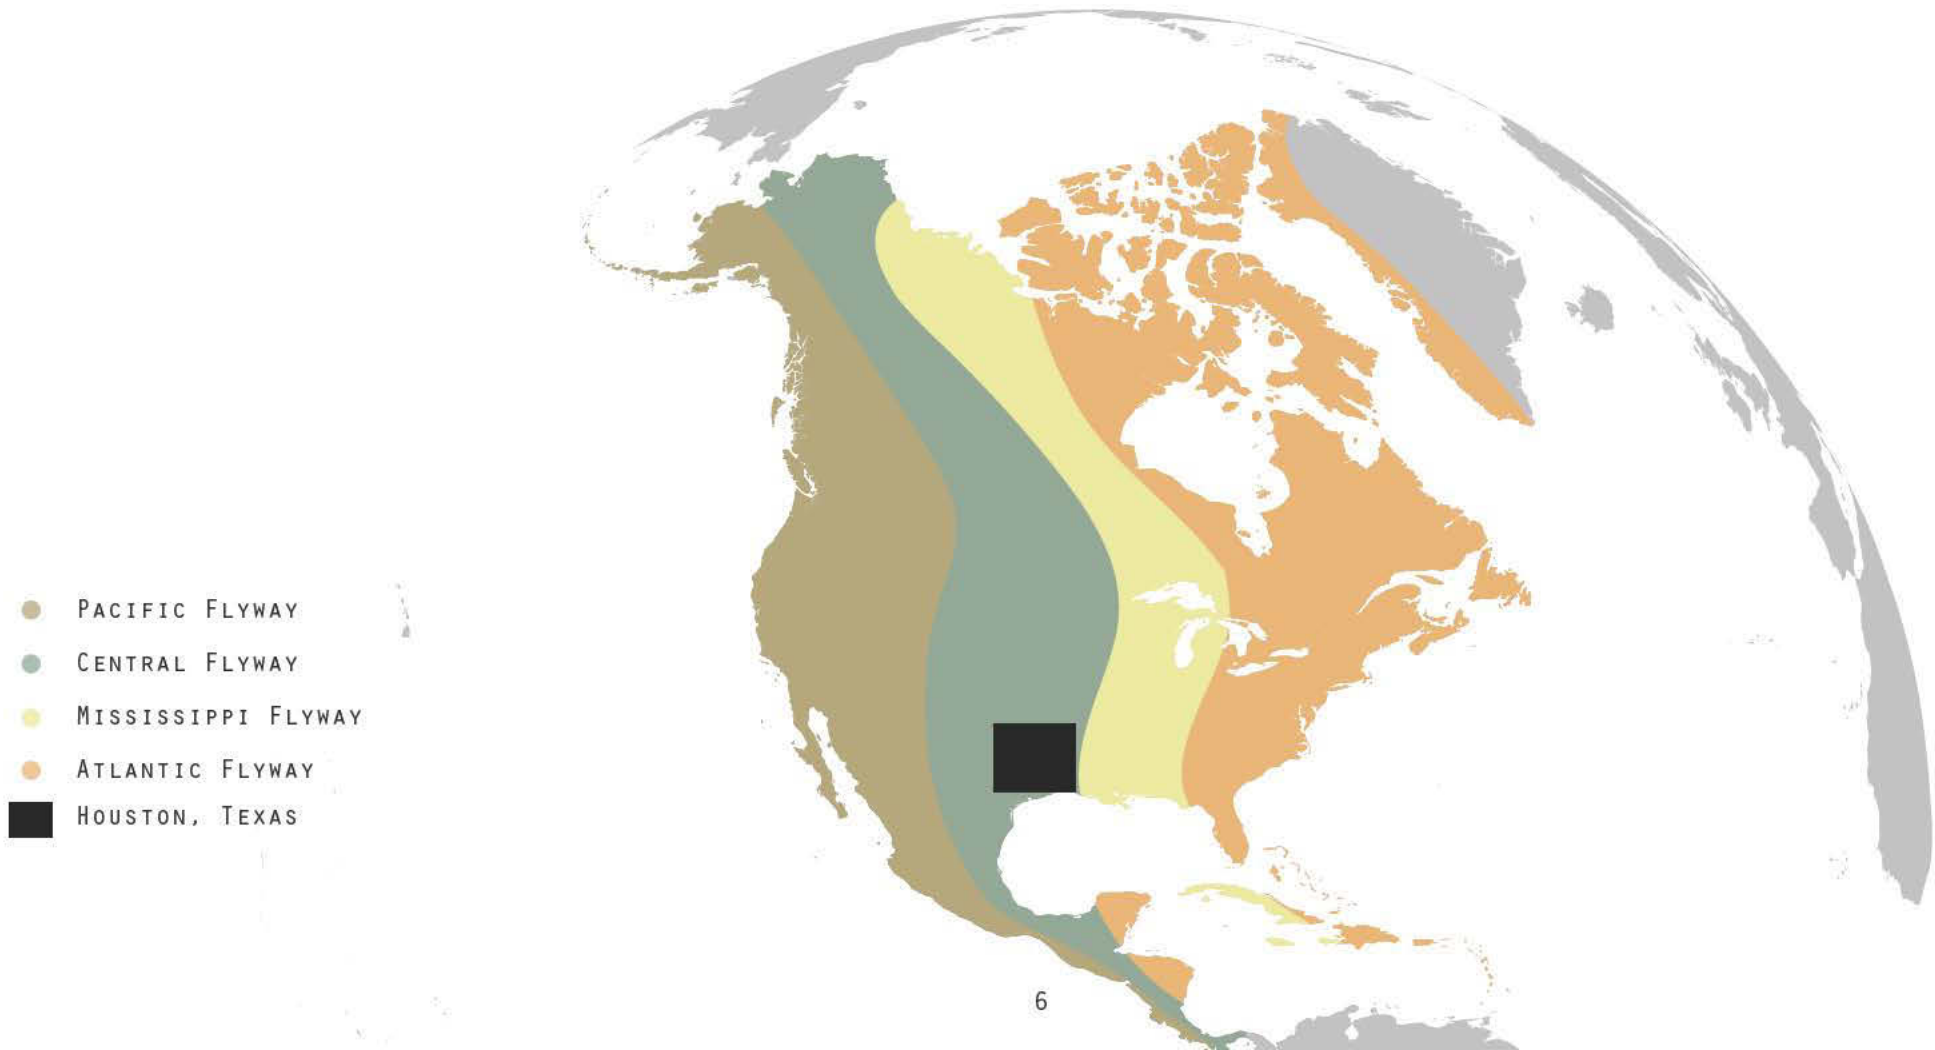 Pacific Flyway
Central Flyway
Mississippi Flyway
Atlantic Flyway
Houston, Texas
6